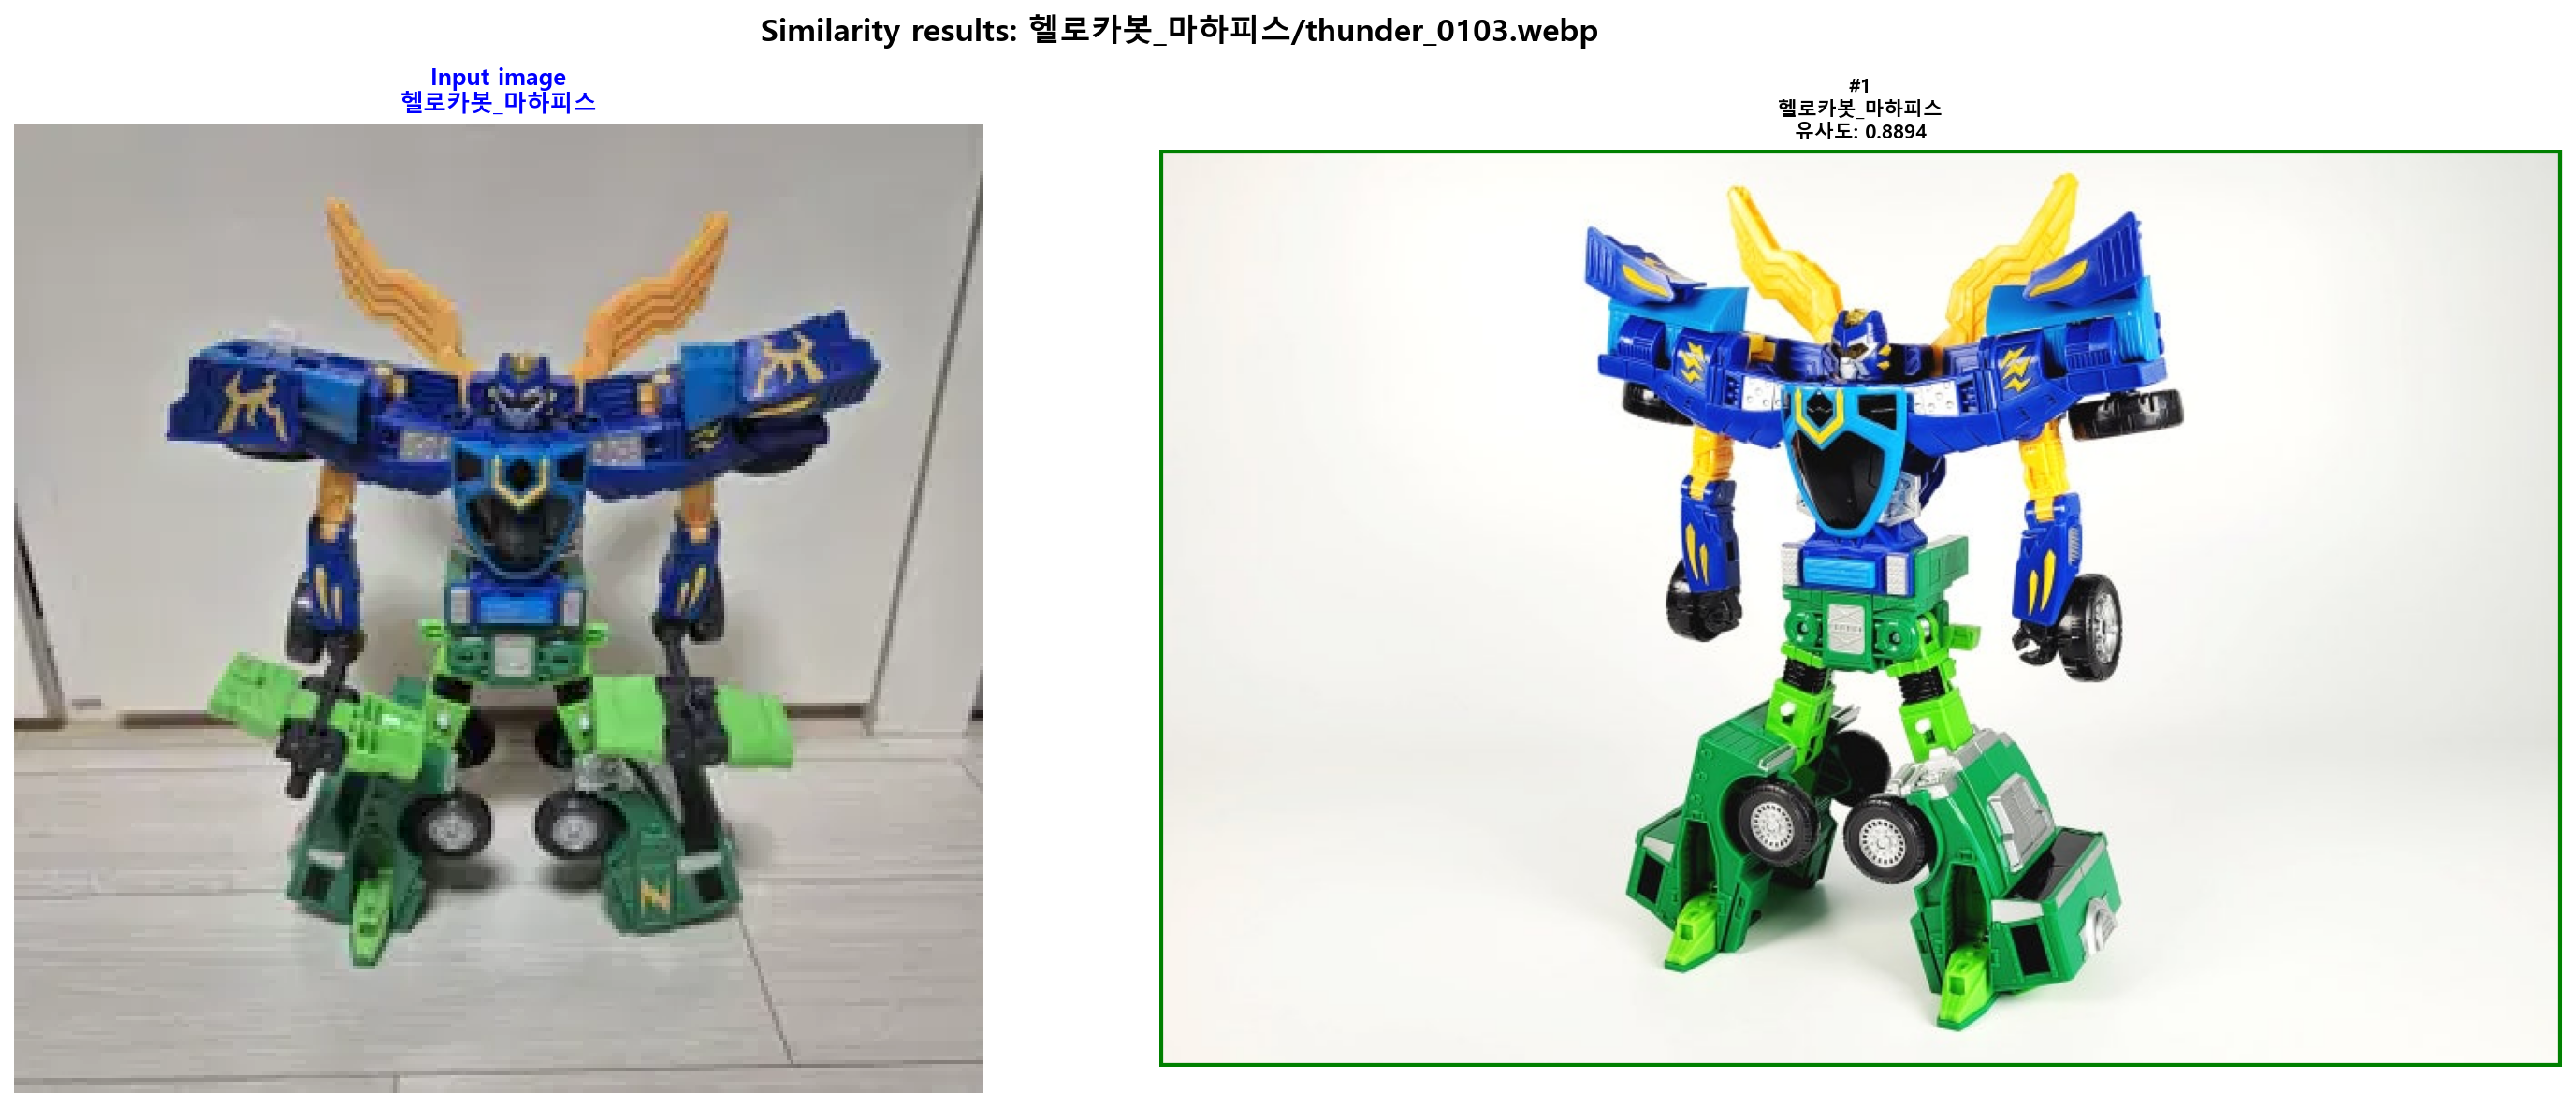 Similarity results: 헬로카봇_마하피스/thunder_0103.webp
Input image
헬로카봇_마하피스
#1
헬로카봇_마하피스
유사도: 0.8894